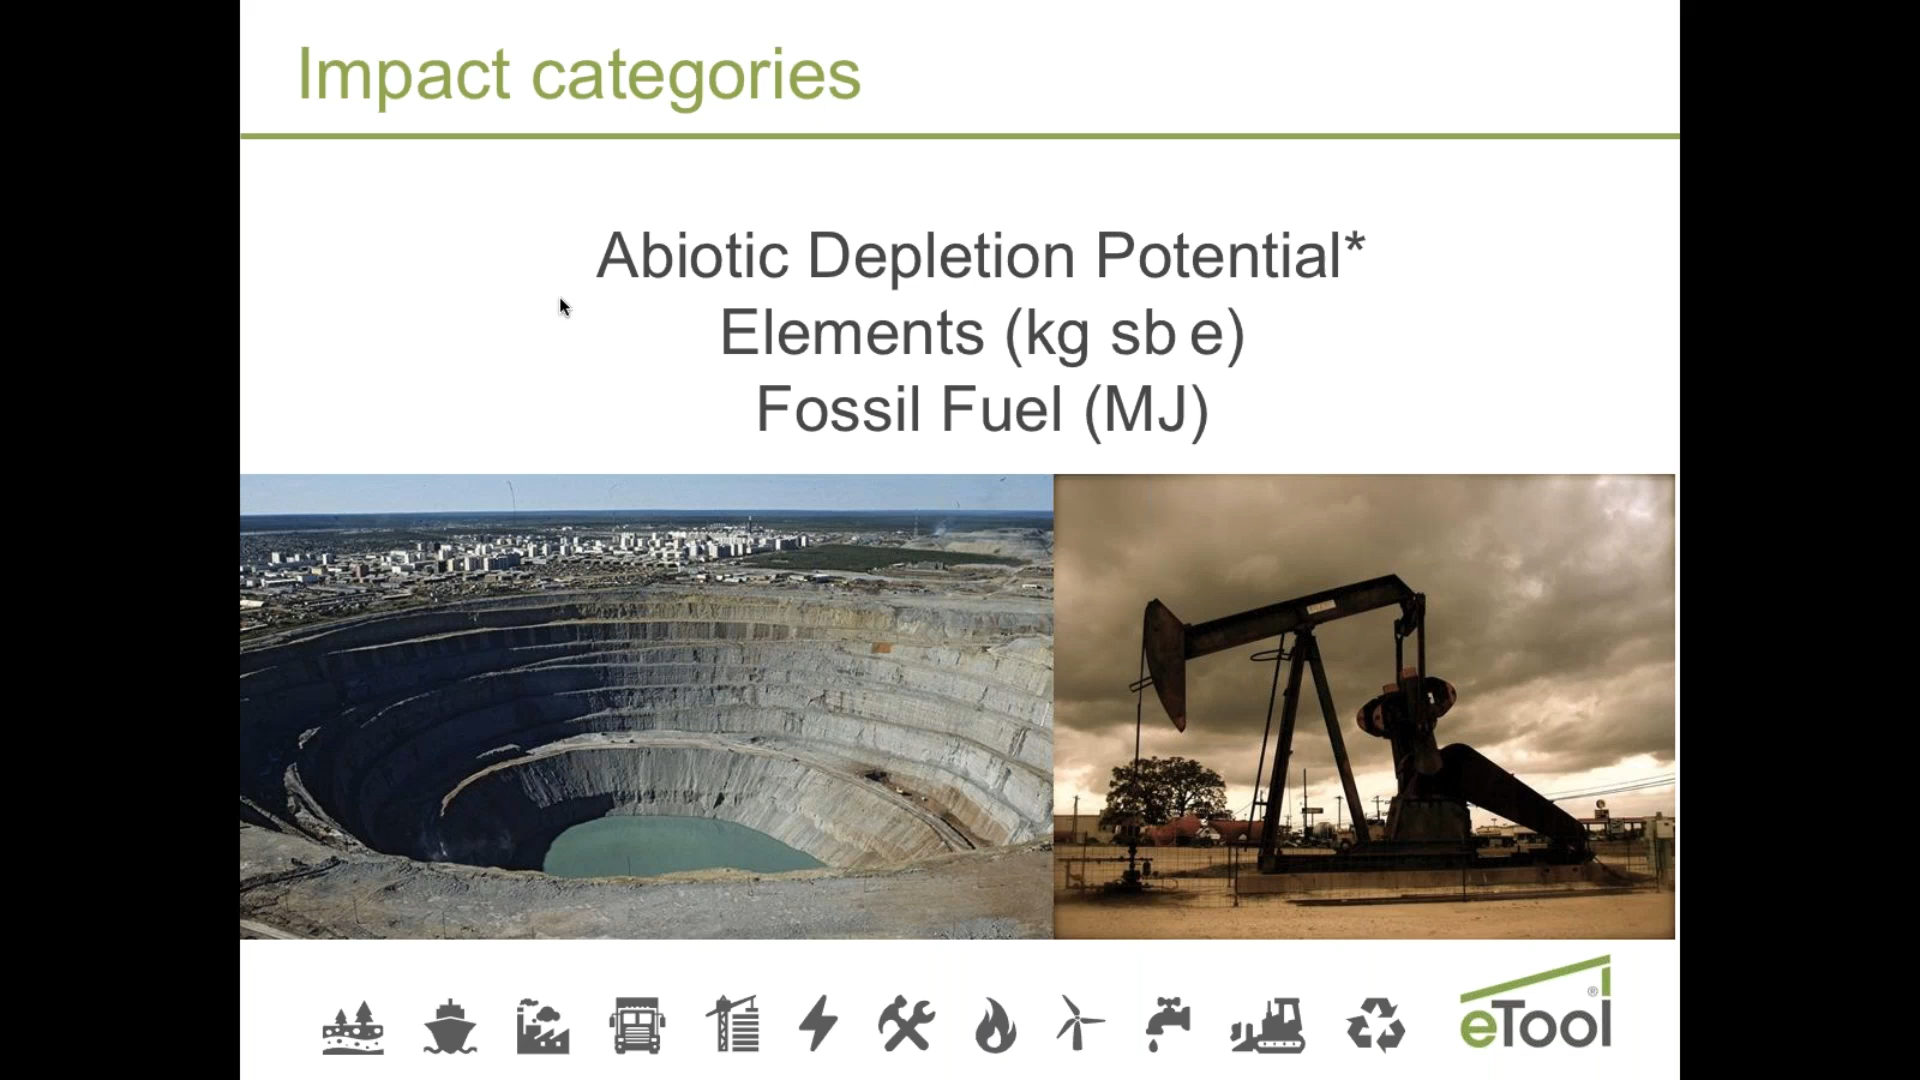 Impact categories
Abiotic Depletion Potential*
Elements (kg sb e)
Fossil Fuel (MJ)
eTool®